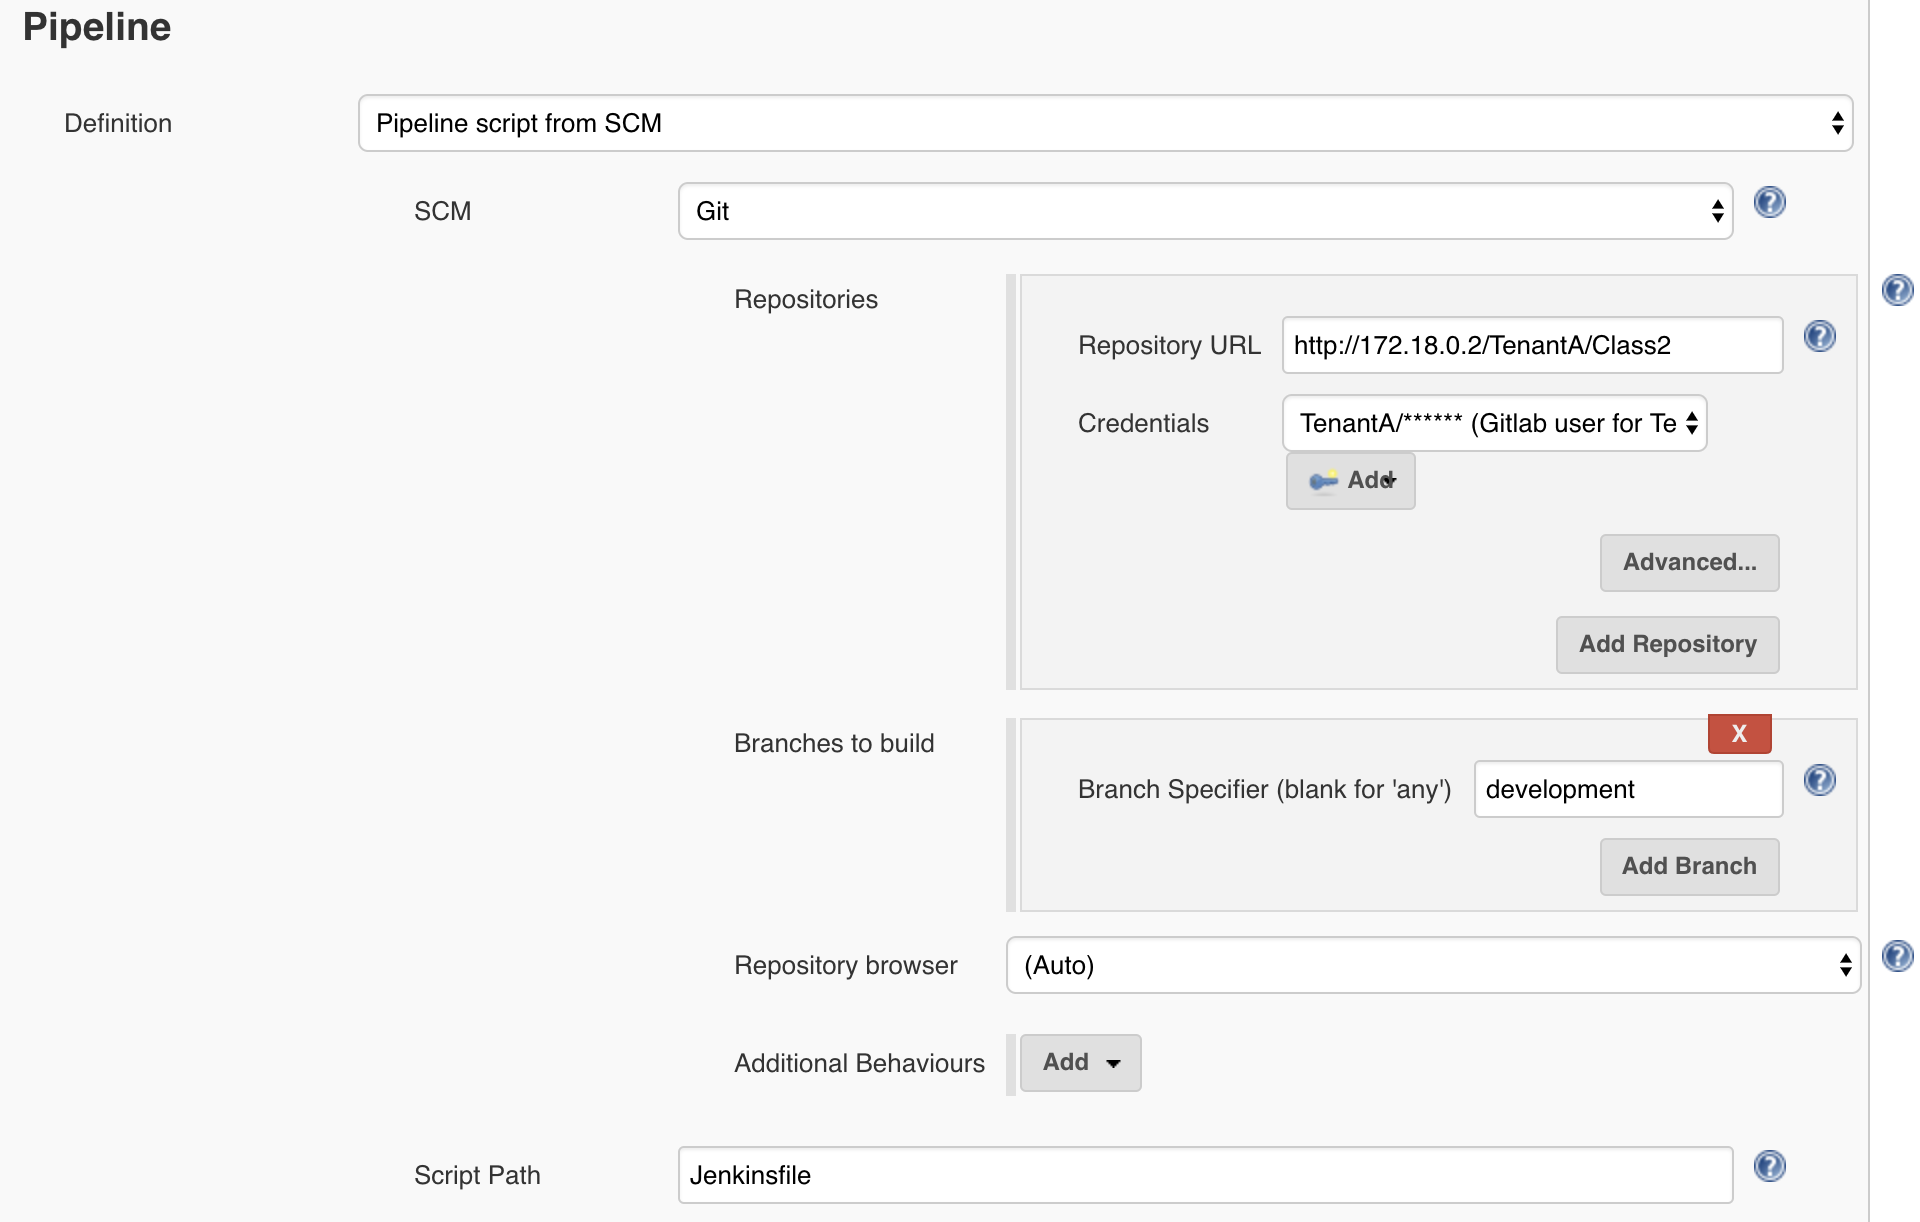 Pipeline
Definition
Pipeline script from SCM
SCM
Git
?
Repositories
?
Repository URL
http://172.18.0.2/TenantA/Class2
?
Credentials
TenantA/****** (Gitlab user for Te
Add
Advanced...
Add Repository
Branches to build
X
Branch Specifier (blank for 'any')
development
?
Add Branch
Repository browser
(Auto)
?
Additional Behaviours
Add
Script Path
Jenkinsfile
?